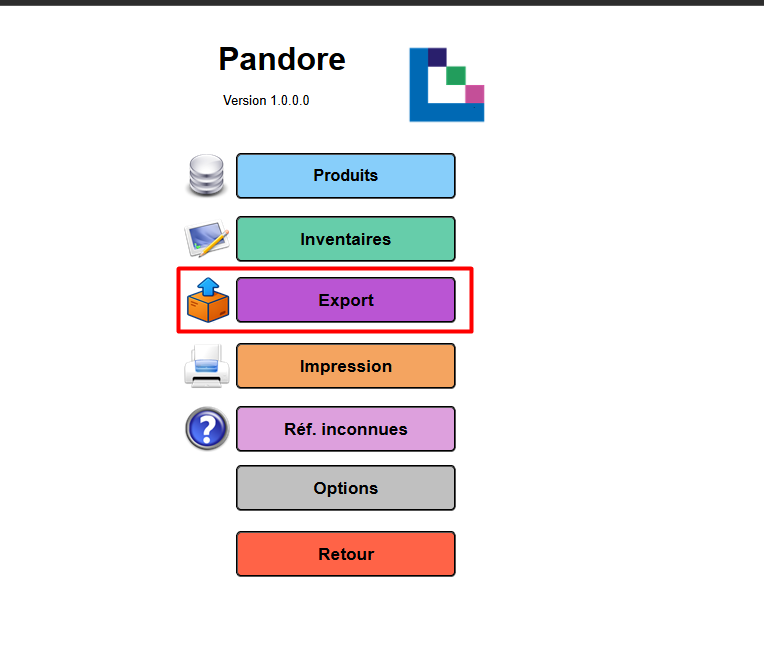 Pandore
Version 1.0.0.0
Produits
Inventaires
Export
Impression
Réf. inconnues
Options
Retour